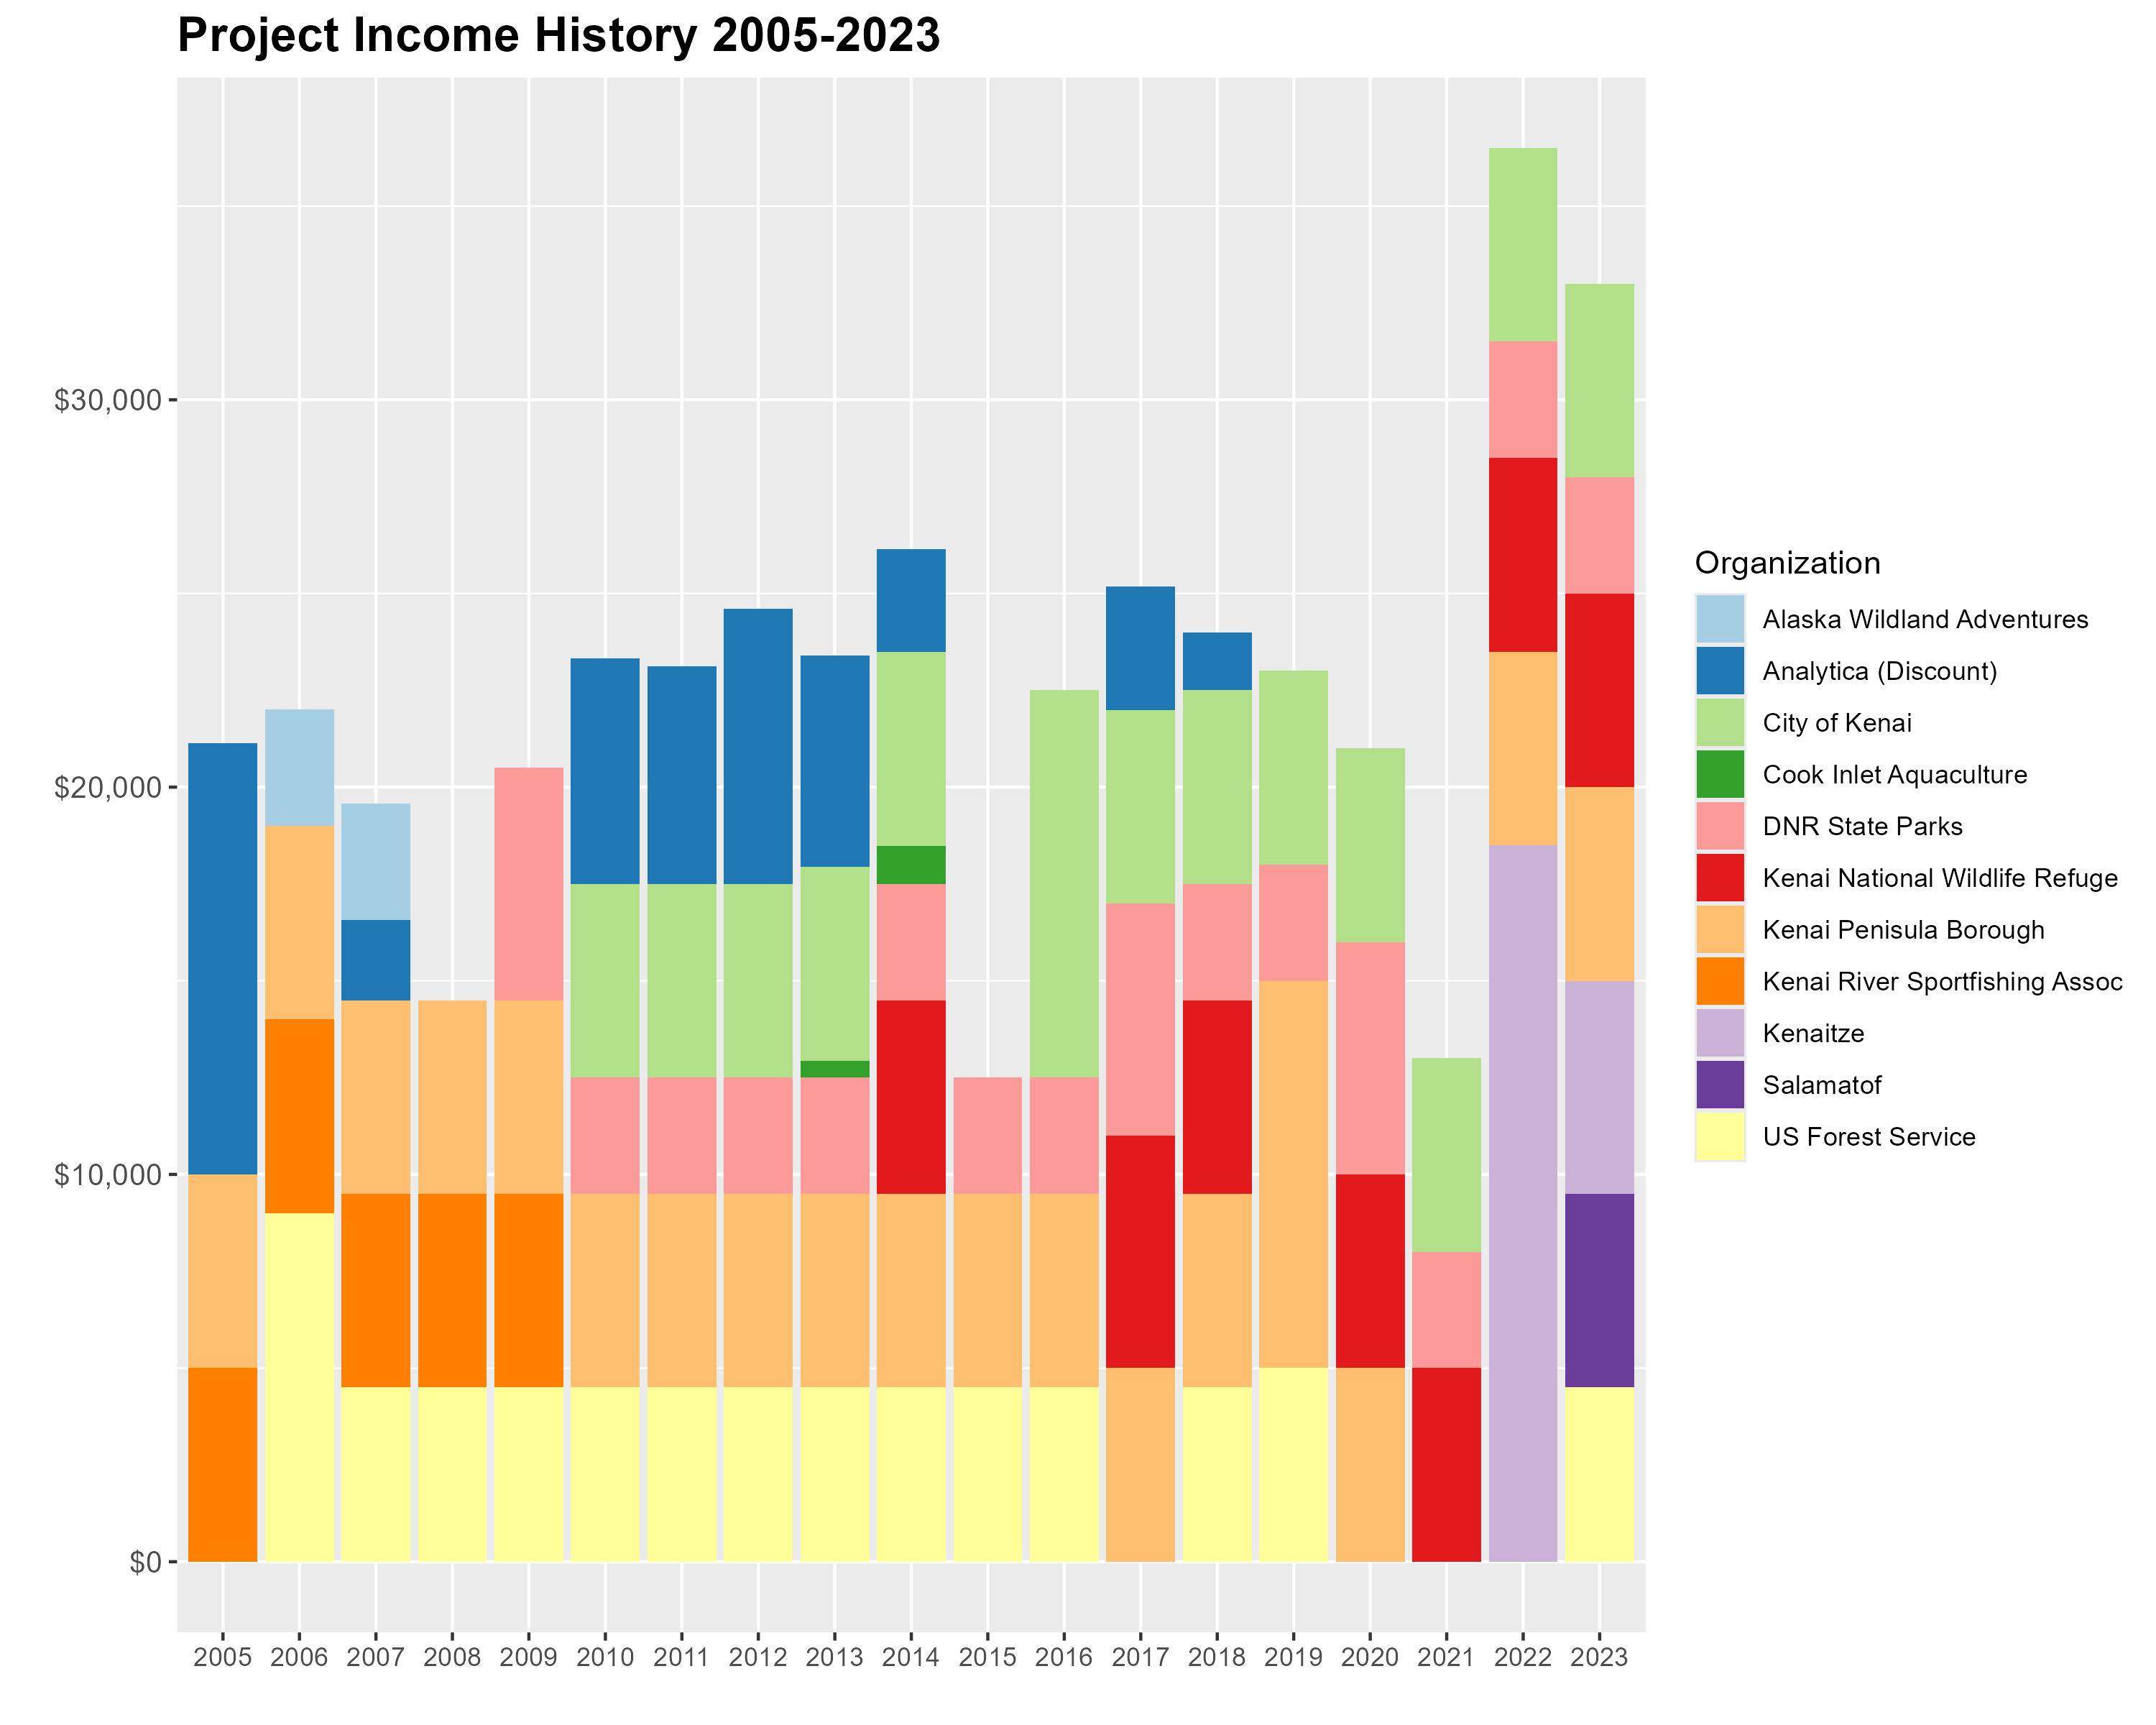 Project Income History 2005-2023
$30,000
$20,000
$10,000
$0
2005 2006 2007 2008 2009 2010 2011 2012 2013 2014 2015 2016 2017 2018 2019 2020 2021 2022 2023
Organization
Alaska Wildland Adventures
Analytica (Discount)
City of Kenai
Cook Inlet Aquaculture
DNR State Parks
Kenai National Wildlife Refuge
Kenai Penisula Borough
Kenai River Sportfishing Assoc
Kenaitze
Salamatof
US Forest Service